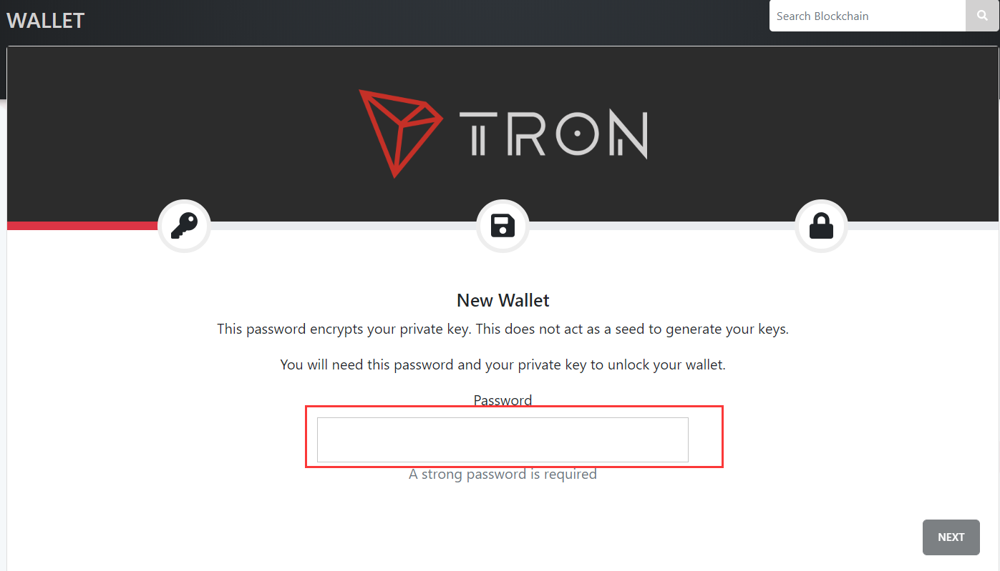 WALLET
Search Blockchain
TRON
New Wallet
This password encrypts your private key. This does not act as a seed to generate your keys.
You will need this password and your private key to unlock your wallet.
Password
A strong password is required
NEXT